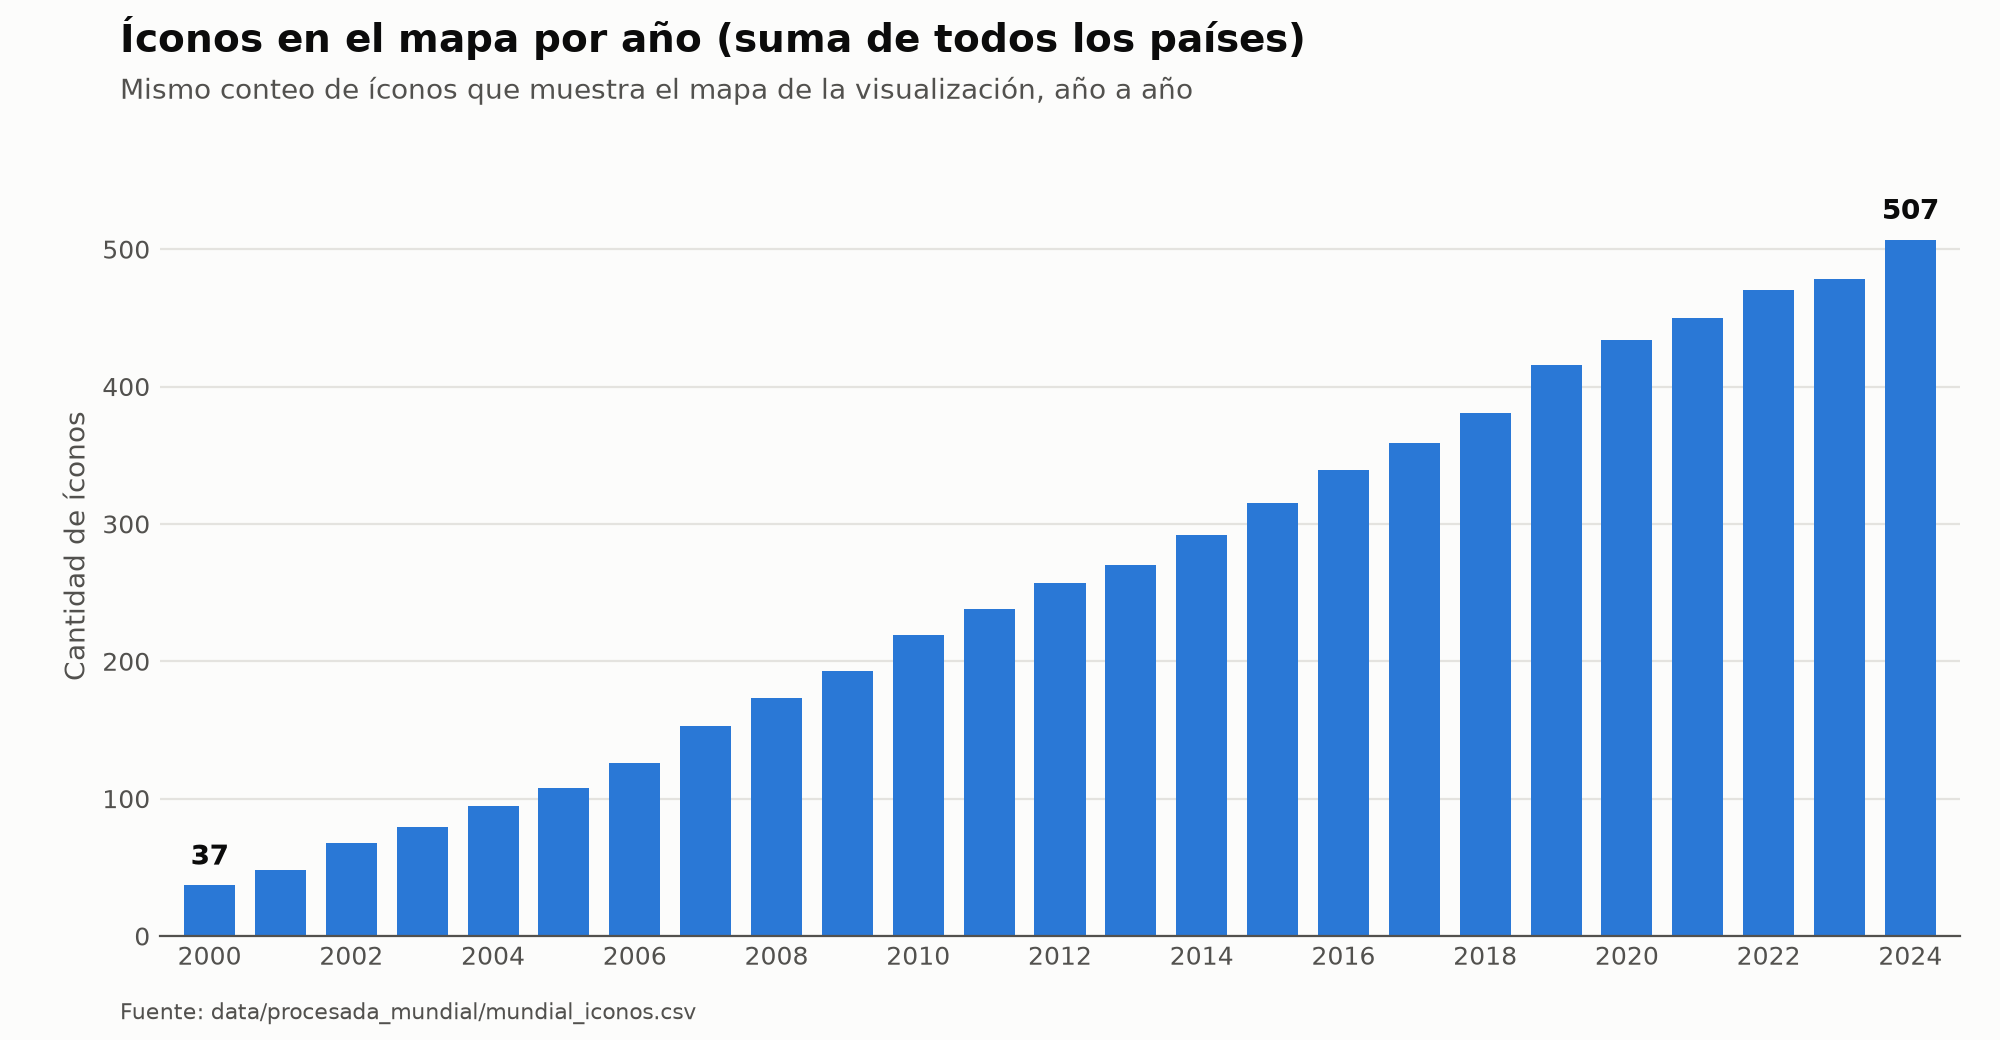 Íconos en el mapa por año (suma de todos los países)
Mismo conteo de íconos que muestra el mapa de la visualización, año a año
Cantidad de íconos
500
400
300
200
100
0
37
507
2000 2002 2004 2006 2008 2010 2012 2014 2016 2018 2020 2022 2024
Fuente: data/procesada_mundial/mundial_iconos.csv